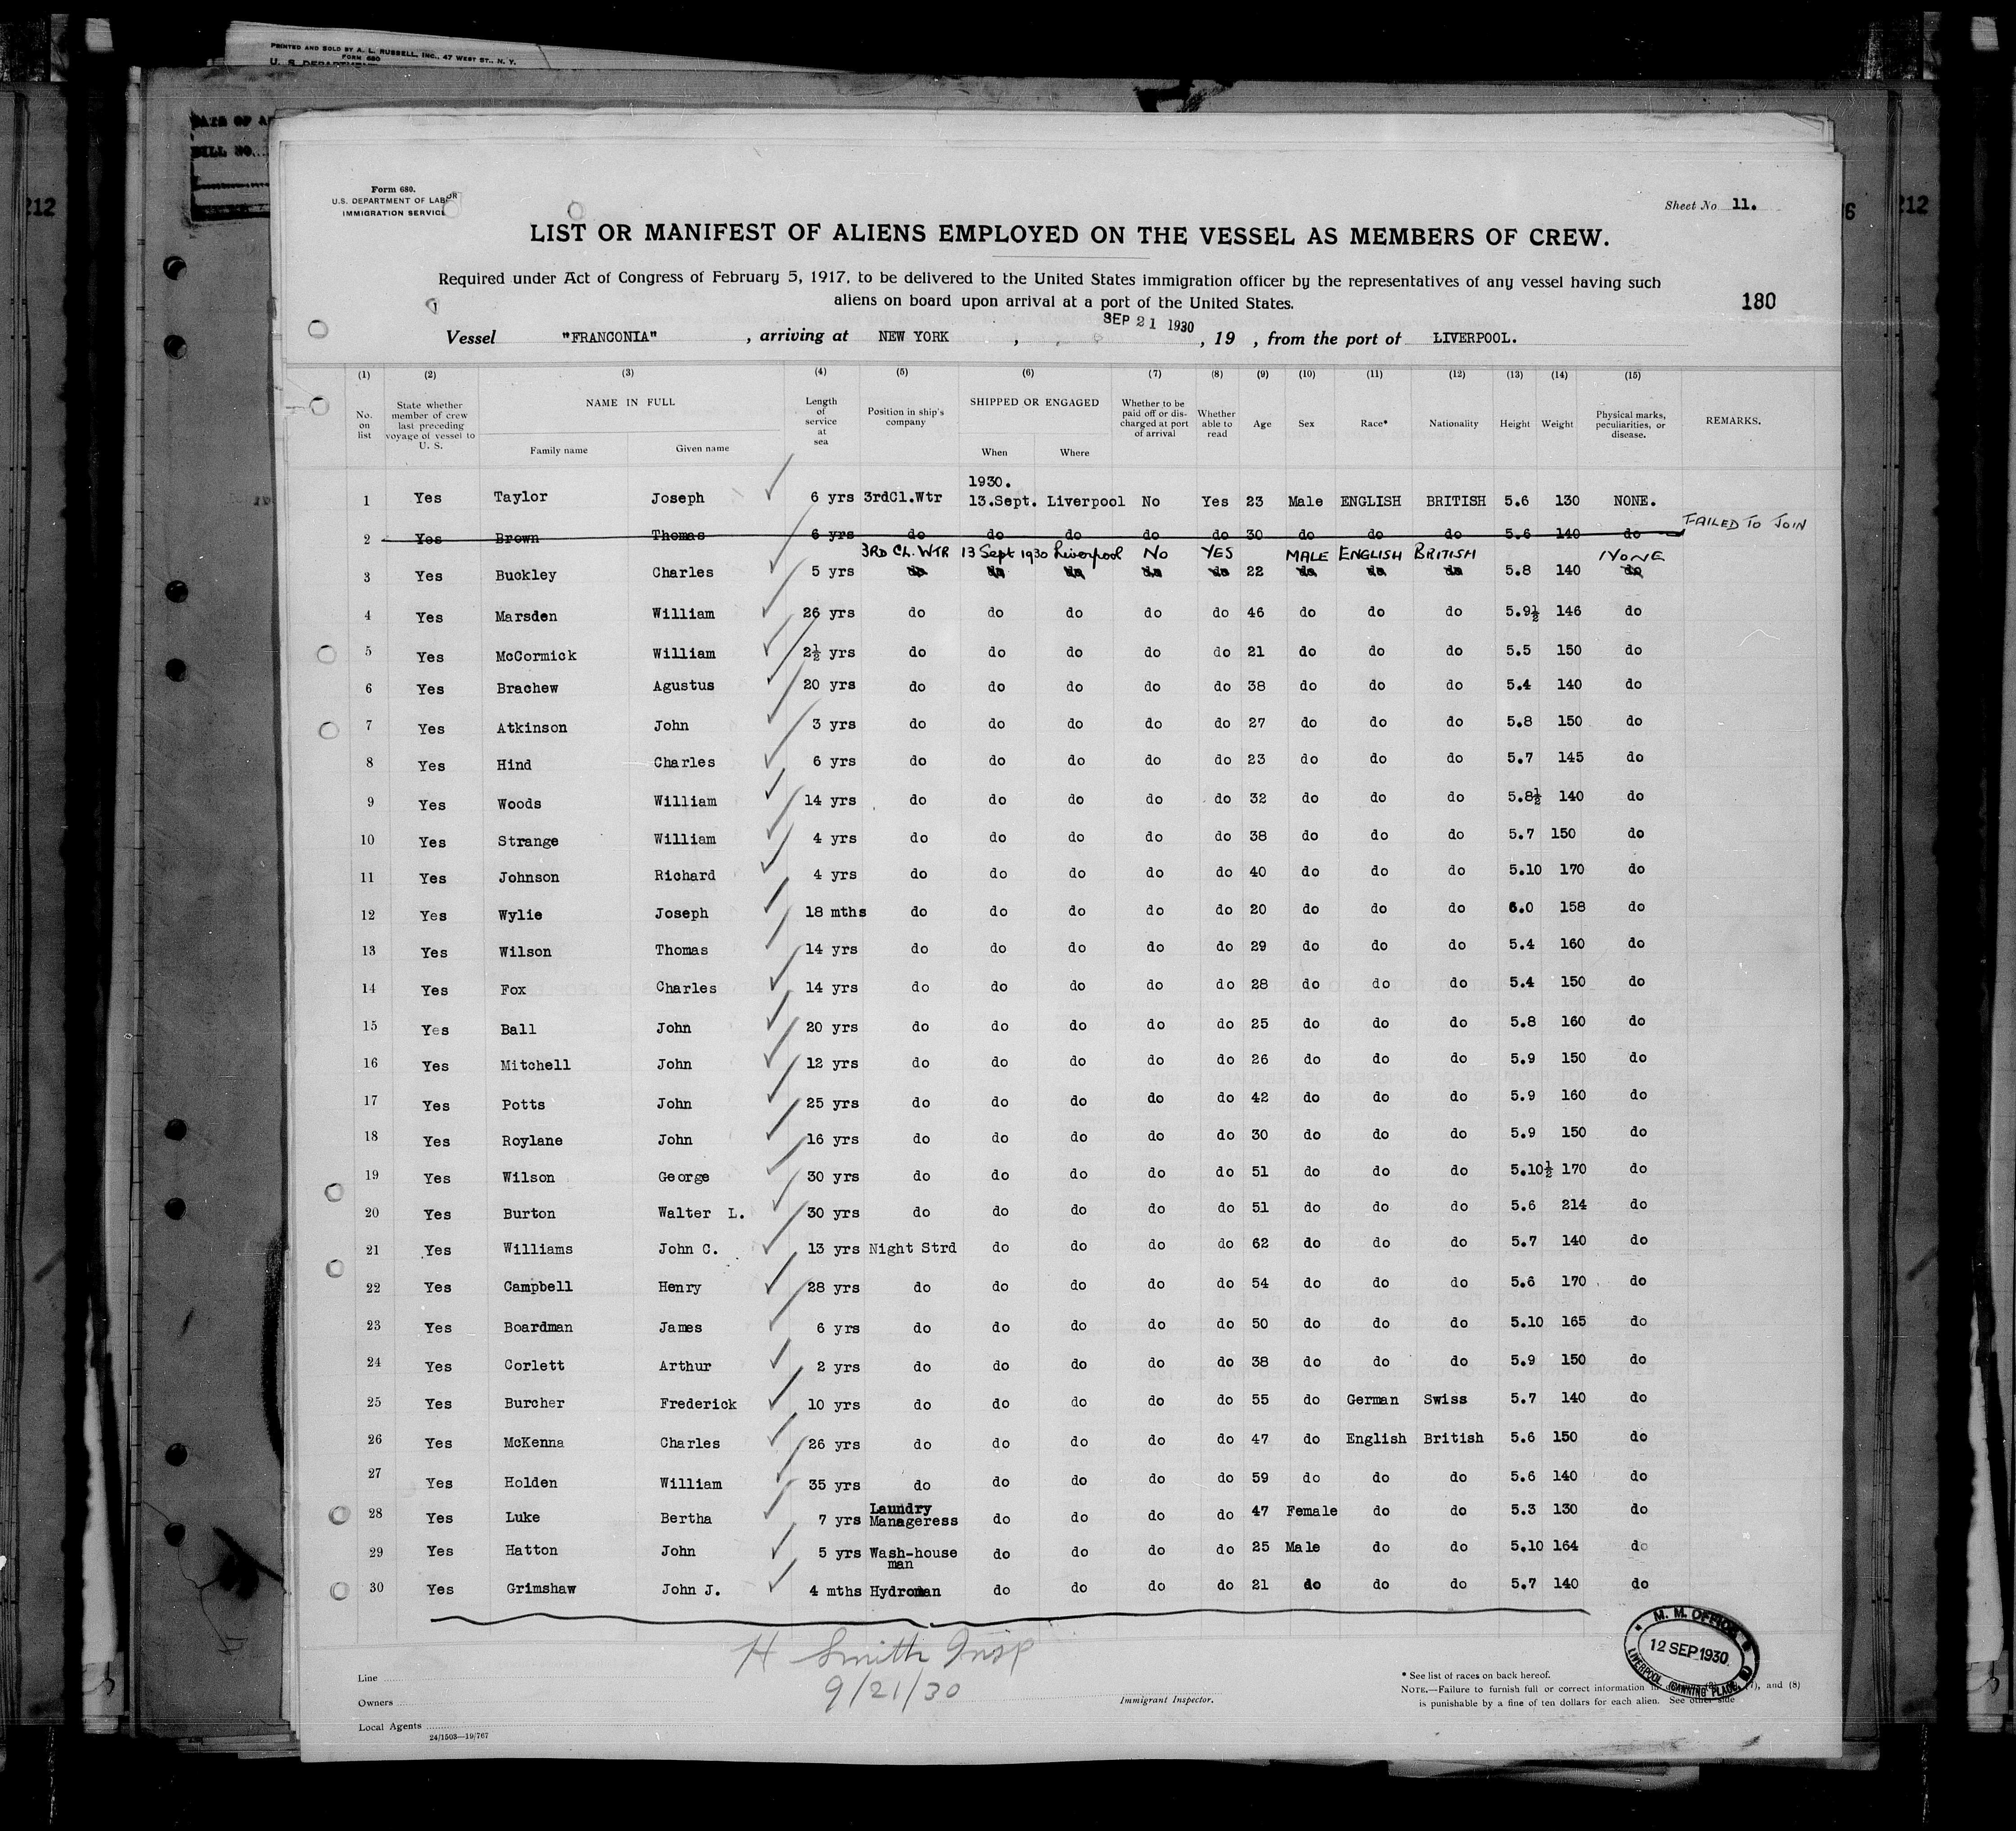 PRINTED AND SOLD BY A. L. RUSSELL, INC., 47 WEST ST., N. Y.
FORM 680
U. S. DEPARTMENT
DATE OF A
BILL NO.
212
6
212
Form 680.
U.S. DEPARTMENT OF LABOR
IMMIGRATION SERVICE
Sheet No 11.
LIST OR MANIFEST OF ALIENS EMPLOYED ON THE VESSEL AS MEMBERS OF CREW.
Required under Act of Congress of February 5, 1917, to be delivered to the United States immigration officer by the representatives of any vessel having such
aliens on board upon arrival at a port of the United States.
180
SEP 21 1930
Vessel "FRANCONIA" , arriving at NEW YORK , , 19 , from the port of LIVERPOOL.
(1) (2) (3) (4) (5) (6) (7) (8) (9) (10) (11) (12) (13) (14) (15)
No. on list State whether member of crew last preceding voyage of vessel to U. S. NAME IN FULL Length of service at sea Position in ship's company SHIPPED OR ENGAGED Whether to be paid off or discharged at port of arrival Whether able to read Age Sex Race* Nationality Height Weight Physical marks, peculiarities, or disease. REMARKS.
Family name Given name When Where
1930.
1 Yes Taylor Joseph 6 yrs 3rdCl.Wtr 13.Sept. Liverpool No Yes 23 Male ENGLISH BRITISH 5.6 130 NONE.
2 Yes Brown Thomas 6 yrs do do do do do 30 do do do 5.6 140 do FAILED TO JOIN
3RD CL. WTR 13 Sept 1930 Liverpool No YES MALE ENGLISH BRITISH NONE
3 Yes Buckley Charles 5 yrs do do do do do 22 do do do 5.8 140 do
4 Yes Marsden William 26 yrs do do do do do 46 do do do 5.9½ 146 do
5 Yes McCormick William 2½ yrs do do do do do 21 do do do 5.5 150 do
6 Yes Brachew Agustus 20 yrs do do do do do 38 do do do 5.4 140 do
7 Yes Atkinson John 3 yrs do do do do do 27 do do do 5.8 150 do
8 Yes Hind Charles 6 yrs do do do do do 23 do do do 5.7 145 do
9 Yes Woods William 14 yrs do do do do do 32 do do do 5.8½ 140 do
10 Yes Strange William 4 yrs do do do do do 38 do do do 5.7 150 do
11 Yes Johnson Richard 4 yrs do do do do do 40 do do do 5.10 170 do
12 Yes Wylie Joseph 18 mths do do do do do 20 do do do 6.0 158 do
13 Yes Wilson Thomas 14 yrs do do do do do 29 do do do 5.4 160 do
14 Yes Fox Charles 14 yrs do do do do do 28 do do do 5.4 150 do
15 Yes Ball John 20 yrs do do do do do 25 do do do 5.8 160 do
16 Yes Mitchell John 12 yrs do do do do do 26 do do do 5.9 150 do
17 Yes Potts John 25 yrs do do do do do 42 do do do 5.9 160 do
18 Yes Roylane John 16 yrs do do do do do 30 do do do 5.9 150 do
19 Yes Wilson George 30 yrs do do do do do 51 do do do 5.10½ 170 do
20 Yes Burton Walter L. 30 yrs do do do do do 51 do do do 5.6 214 do
21 Yes Williams John C. 13 yrs Night Strd do do do do 62 do do do 5.7 140 do
22 Yes Campbell Henry 28 yrs do do do do do 54 do do do 5.6 170 do
23 Yes Boardman James 6 yrs do do do do do 50 do do do 5.10 165 do
24 Yes Corlett Arthur 2 yrs do do do do do 38 do do do 5.9 150 do
25 Yes Burcher Frederick 10 yrs do do do do do 55 do German Swiss 5.7 140 do
26 Yes McKenna Charles 26 yrs do do do do do 47 do English British 5.6 150 do
27 Yes Holden William 35 yrs do do do do do 59 do do do 5.6 140 do
28 Yes Luke Bertha 7 yrs Laundry Manageress do do do do 47 Female do do 5.3 130 do
29 Yes Hatton John 5 yrs Wash-house man do do do do 25 Male do do 5.10 164 do
30 Yes Grimshaw John J. 4 mths Hydroman do do do do 21 do do do 5.7 140 do
H Smith Insp
9/21/30
M. M. OFFICE
12 SEP 1930
LIVERPOOL CANNING PLACE
Line
Owners
Local Agents
24/1503—19/767
Immigrant Inspector.
* See list of races on back hereof.
NOTE.—Failure to furnish full or correct information in (7), and (8)
is punishable by a fine of ten dollars for each alien. See other side